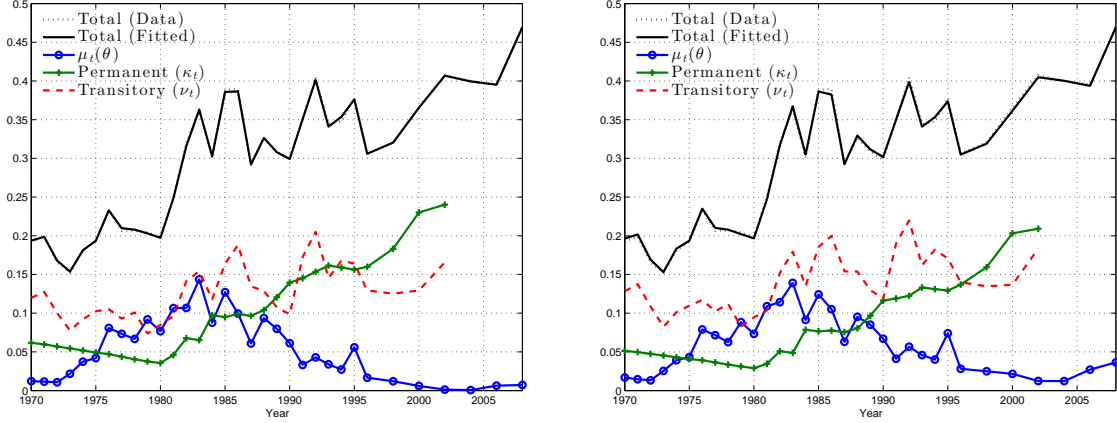 0.5
0.45
0.4
0.35
0.3
0.25
0.2
0.15
0.1
0.05
0
1970 1975 1980 1985 1990 1995 2000 2005
Year
Total (Data)
Total (Fitted)
μt(θ)
Permanent (κt)
Transitory (νt)
0.5
0.45
0.4
0.35
0.3
0.25
0.2
0.15
0.1
0.05
0
1970 1975 1980 1985 1990 1995 2000 2005
Year
Total (Data)
Total (Fitted)
μt(θ)
Permanent (κt)
Transitory (νt)